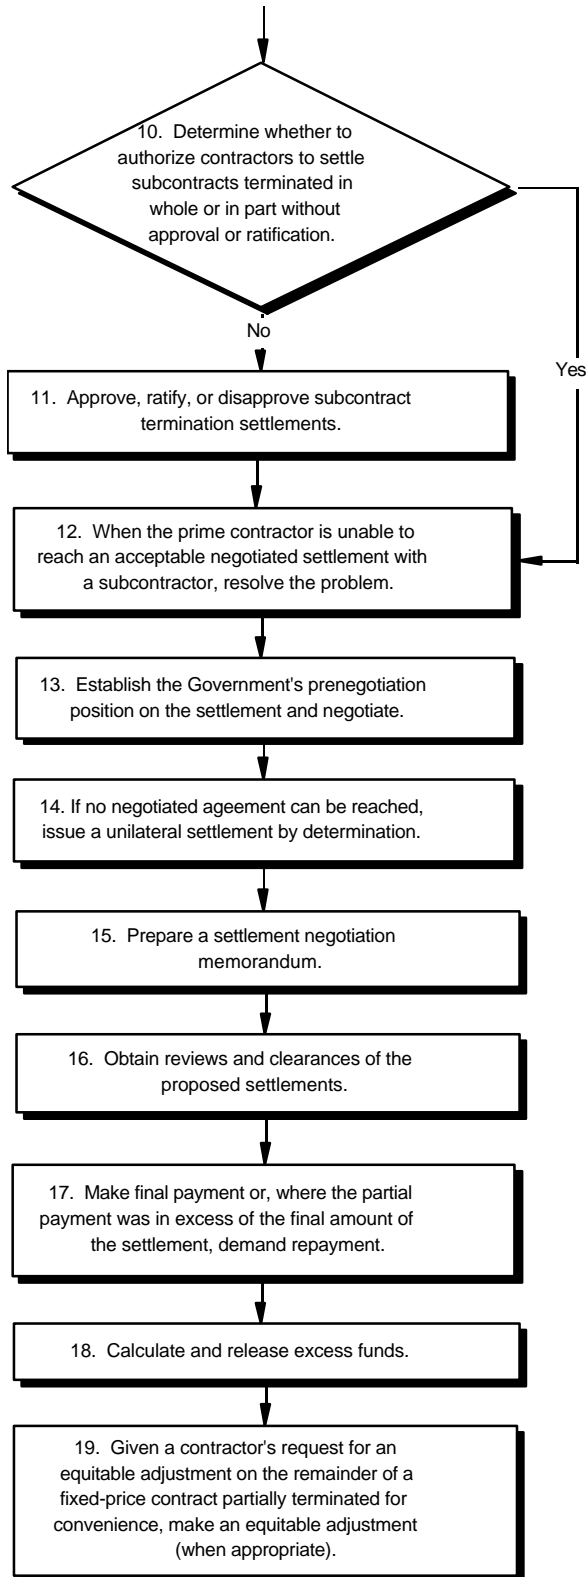 10. Determine whether to
authorize contractors to settle
subcontracts terminated in
whole or in part without
approval or ratification.
No
Yes
11. Approve, ratify, or disapprove subcontract
termination settlements.
12. When the prime contractor is unable to
reach an acceptable negotiated settlement with
a subcontractor, resolve the problem.
13. Establish the Government's prenegotiation
position on the settlement and negotiate.
14. If no negotiated ageement can be reached,
issue a unilateral settlement by determination.
15. Prepare a settlement negotiation
memorandum.
16. Obtain reviews and clearances of the
proposed settlements.
17. Make final payment or, where the partial
payment was in excess of the final amount of
the settlement, demand repayment.
18. Calculate and release excess funds.
19. Given a contractor's request for an
equitable adjustment on the remainder of a
fixed-price contract partially terminated for
convenience, make an equitable adjustment
(when appropriate).